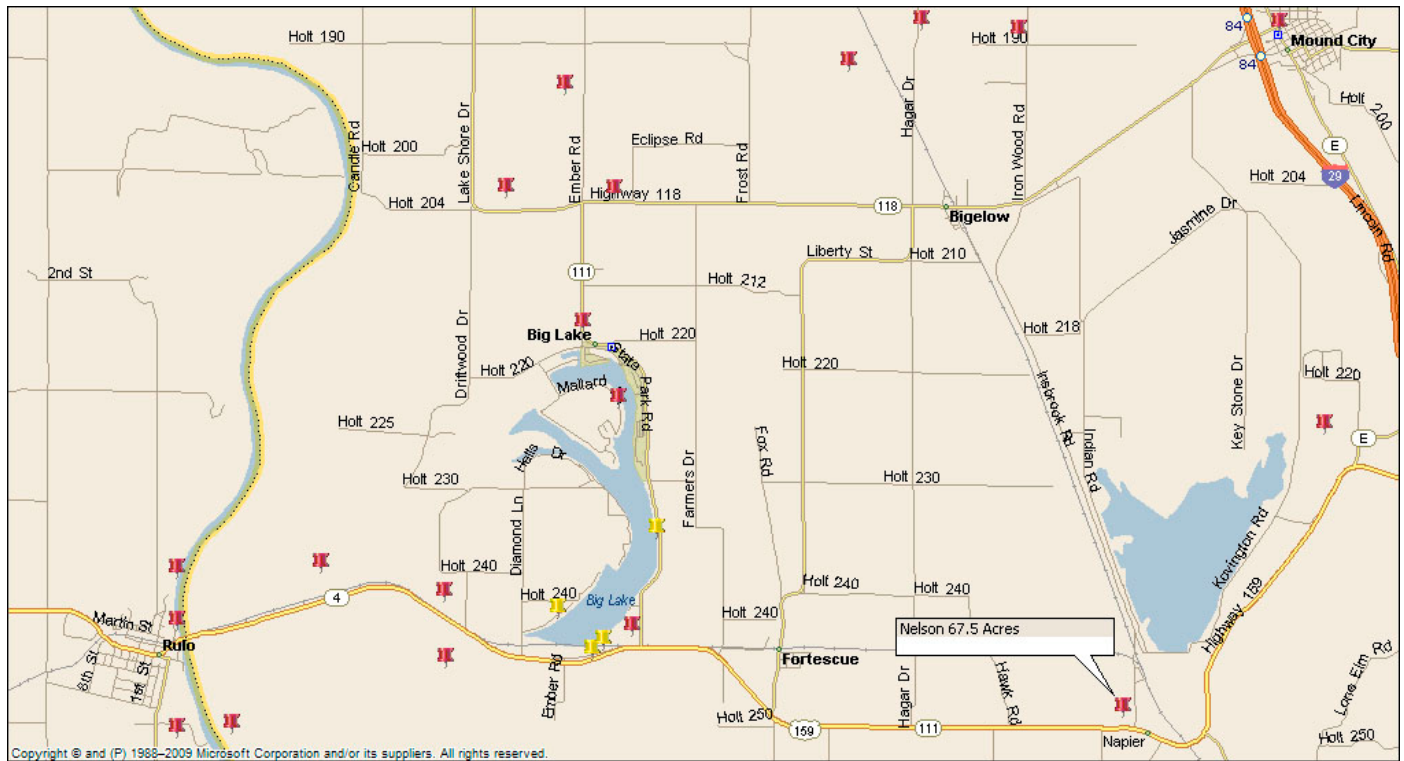 Holt 190
Holt 190
84
Mound City
84
Hagar Dr
Holt 200
Candle Rd
Lake Shore Dr
Ember Rd
Eclipse Rd
Frost Rd
Iron Wood Rd
E
Holt 200
Holt 204
29
Highway 118
Holt 204
118
Bigelow
Jasmine Dr
Lincoln Rd
Liberty St
Holt 210
2nd St
111
Holt 212
Driftwood Dr
Big Lake
Holt 220
Holt 218
State Park Rd
Holt 220
Mallard
Holt 220
Insbrook Rd
Key Stone Dr
Holt 220
Holt 225
Fox Rd
Indian Rd
E
Holt 230
Diamond Ln
Farmers Dr
Holt 230
Kovington Rd
Holt 240
Holt 240
Holt 240
Holt 240
Holt 240
Big Lake
4
Highway 159
Martin St
Rulo
8th St
1st St
Nelson 67.5 Acres
Fortescue
Ember Rd
Hagar Dr
Hawk Rd
Lone Elm Rd
Holt 250
159
111
Napier
Holt 250
Copyright © and (P) 1988–2009 Microsoft Corporation and/or its suppliers. All rights reserved.